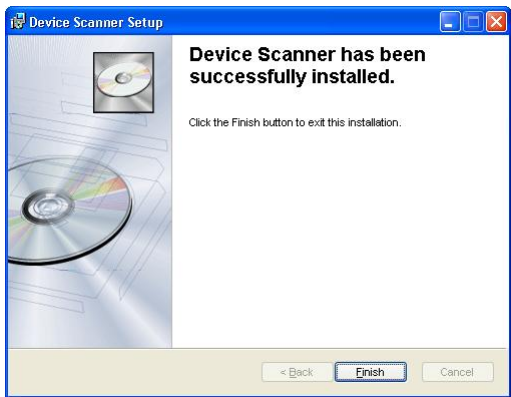 Device Scanner Setup
Device Scanner has been
successfully installed.
Click the Finish button to exit this installation.
< Back
Finish
Cancel